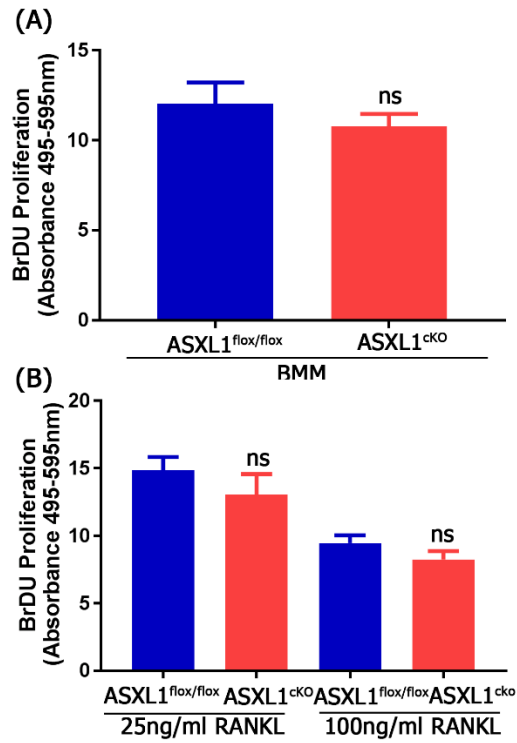 (A)
BrDU Proliferation
(Absorbance 495-595nm)
15
10
5
0
ns
ASXL1flox/flox ASXL1cKO
BMM
(B)
BrDU Proliferation
(Absorbance 495-595nm)
20
15
10
5
0
ns
ns
ASXL1flox/flox ASXL1cKO ASXL1flox/flox ASXL1cko
25ng/ml RANKL 100ng/ml RANKL